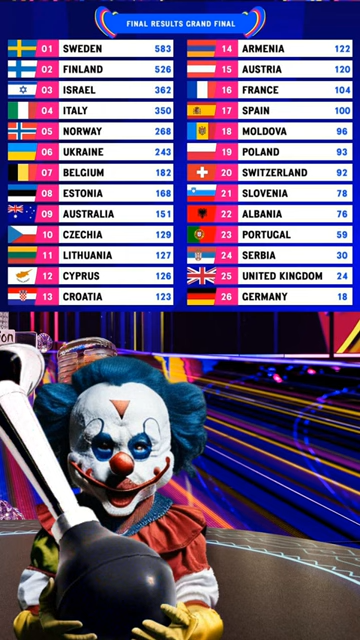 FINAL RESULTS GRAND FINAL
01 SWEDEN 583
02 FINLAND 526
03 ISRAEL 362
04 ITALY 350
05 NORWAY 268
06 UKRAINE 243
07 BELGIUM 182
08 ESTONIA 168
09 AUSTRALIA 151
10 CZECHIA 129
11 LITHUANIA 127
12 CYPRUS 126
13 CROATIA 123
14 ARMENIA 122
15 AUSTRIA 120
16 FRANCE 104
17 SPAIN 100
18 MOLDOVA 96
19 POLAND 93
20 SWITZERLAND 92
21 SLOVENIA 78
22 ALBANIA 76
23 PORTUGAL 59
24 SERBIA 30
25 UNITED KINGDOM 24
26 GERMANY 18